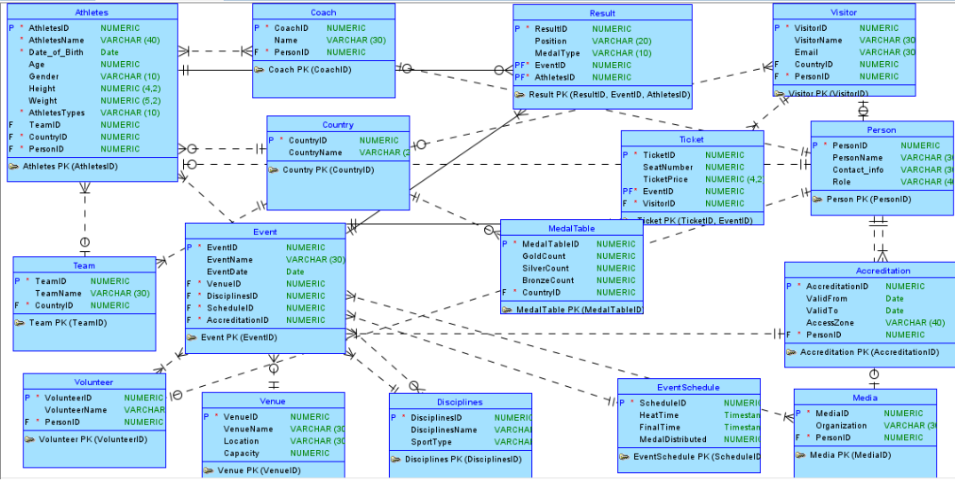 Athletes
P * AthletesID NUMERIC
* AthletesName VARCHAR (40)
* Date_of_Birth Date
Age NUMERIC
Gender VARCHAR (10)
Height NUMERIC (4,2)
Weight NUMERIC (5,2)
* AthletesTypes VARCHAR (10)
F TeamID NUMERIC
F * CountryID NUMERIC
F * PersonID NUMERIC
Athletes PK (AthletesID)
Coach
P * CoachID NUMERIC
Name VARCHAR (30)
F * PersonID NUMERIC
Coach PK (CoachID)
Result
P * ResultID NUMERIC
Position VARCHAR (20)
MedalType VARCHAR (10)
PF* EventID NUMERIC
PF* AthletesID NUMERIC
Result PK (ResultID, EventID, AthletesID)
Visitor
P * VisitorID NUMERIC
VisitorName VARCHAR (30
Email VARCHAR (30
F CountryID NUMERIC
F * PersonID NUMERIC
Visitor PK (VisitorID)
Country
P * CountryID NUMERIC
* CountryName VARCHAR (2
Country PK (CountryID)
Ticket
P * TicketID NUMERIC
SeatNumber NUMERIC
TicketPrice NUMERIC (4,2
PF* EventID NUMERIC
F * VisitorID NUMERIC
Ticket PK (TicketID, EventID)
Person
P * PersonID NUMERIC
PersonName VARCHAR (30
Contact_info VARCHAR (30
Role VARCHAR (4
Person PK (PersonID)
Event
P * EventID NUMERIC
EventName VARCHAR (30)
EventDate Date
F * VenueID NUMERIC
F * DisciplinesID NUMERIC
F * ScheduleID NUMERIC
F * AccreditationID NUMERIC
Event PK (EventID)
MedalTable
P * MedalTableID NUMERIC
GoldCount NUMERIC
SilverCount NUMERIC
BronzeCount NUMERIC
F * CountryID NUMERIC
MedalTable PK (MedalTableID)
Team
P * TeamID NUMERIC
TeamName VARCHAR (30)
F * CountryID NUMERIC
Team PK (TeamID)
Accreditation
P * AccreditationID NUMERIC
ValidFrom Date
ValidTo Date
AccessZone VARCHAR (40)
F * PersonID NUMERIC
Accreditation PK (AccreditationID)
Volunteer
P * VolunteerID NUMERIC
VolunteerName VARCHAR
F * PersonID NUMERIC
Volunteer PK (VolunteerID)
Venue
P * VenueID NUMERIC
VenueName VARCHAR (30
Location VARCHAR (30
Capacity NUMERIC
Venue PK (VenueID)
Disciplines
P * DisciplinesID NUMERI
DisciplinesName VARCHA
SportType VARCHA
Disciplines PK (DisciplinesID)
EventSchedule
P * ScheduleID NUMERIC
HeatTime Timestan
FinalTime Timestan
MedalDistributed NUMERIC
EventSchedule PK (ScheduleID
Media
P * MediaID NUMERIC
Organization VARCHAR (3
F * PersonID NUMERIC
Media PK (MediaID)